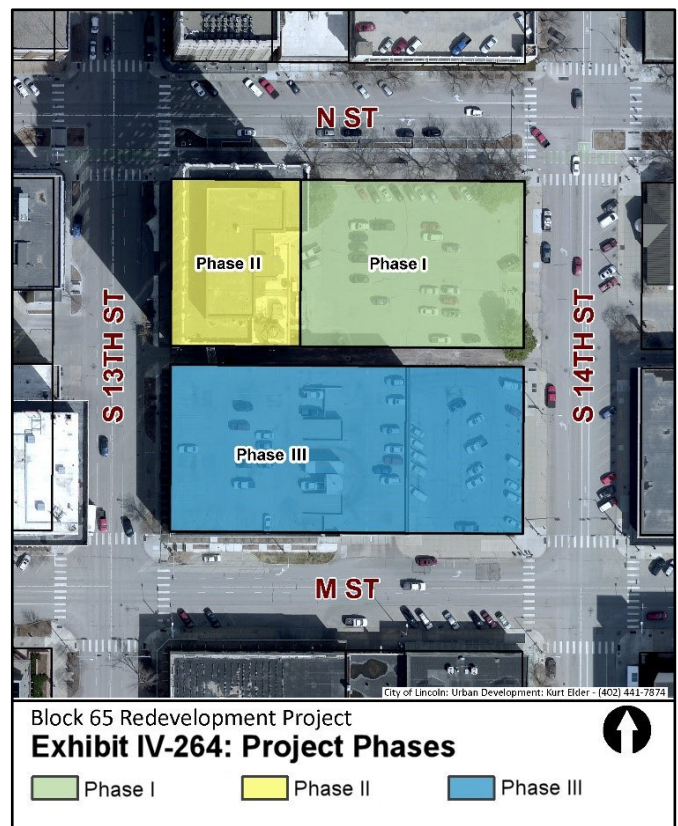 N ST
Phase II
Phase I
S 13TH ST
S 14TH ST
Phase III
M ST
City of Lincoln: Urban Development: Kurt Elder - (402) 441-7874
Block 65 Redevelopment Project
Exhibit IV-264: Project Phases
Phase I
Phase II
Phase III